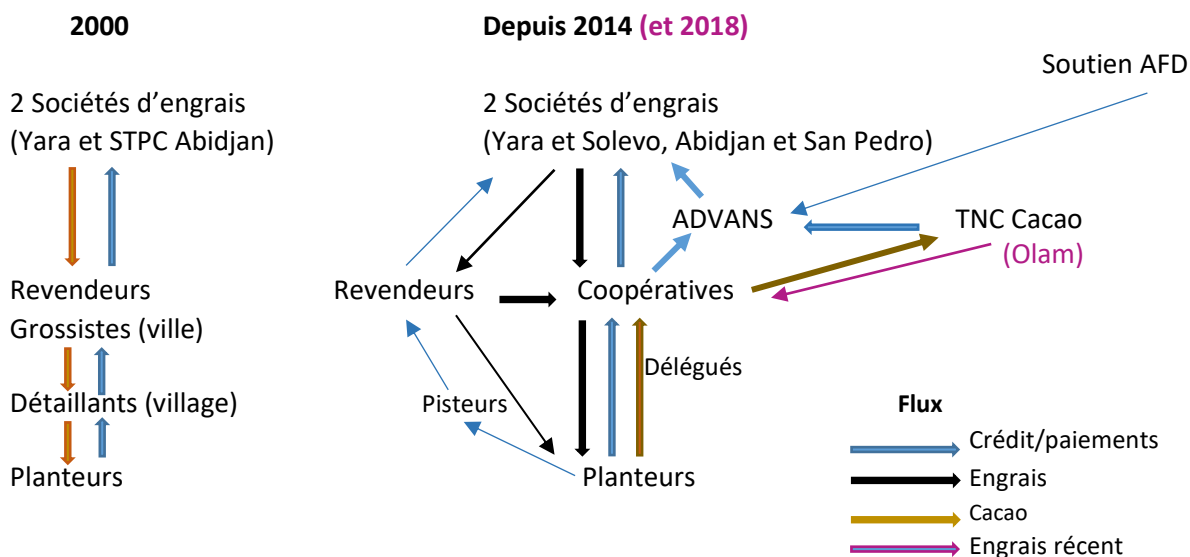 2000
Depuis 2014 (et 2018)
Soutien AFD
2 Sociétés d’engrais
(Yara et STPC Abidjan)
2 Sociétés d’engrais
(Yara et Solevo, Abidjan et San Pedro)
ADVANS
TNC Cacao
(Olam)
Revendeurs
Grossistes (ville)
Revendeurs
Coopératives
Délégués
Détaillants (village)
Pisteurs
Planteurs
Planteurs
Flux
Crédit/paiements
Engrais
Cacao
Engrais récent